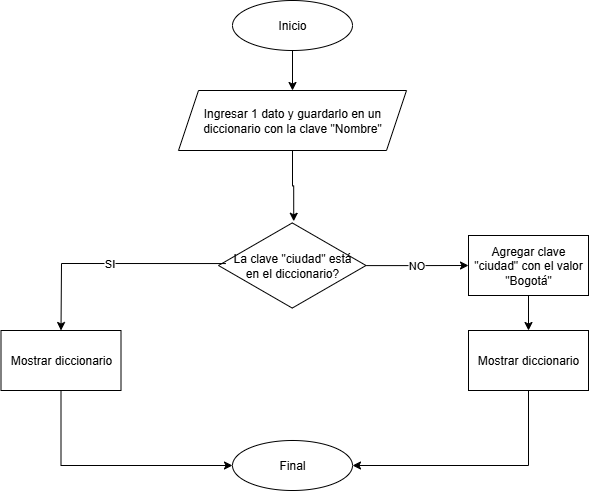 Inicio
Ingresar 1 dato y guardarlo en un
diccionario con la clave "Nombre"
La clave "ciudad" está
en el diccionario?
SI
NO
Agregar clave
"ciudad" con el valor
"Bogotá"
Mostrar diccionario
Mostrar diccionario
Final